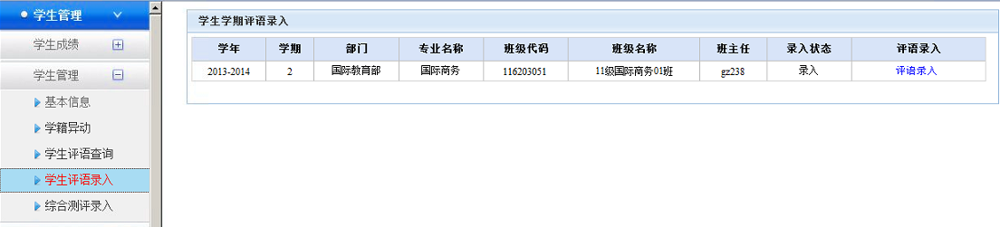 学生管理
学生成绩
学生管理
基本信息
学籍异动
学生评语查询
学生评语录入
综合测评录入
学生学期评语录入
学年 学期 部门 专业名称 班级代码 班级名称 班主任 录入状态 评语录入
2013-2014 2 国际教育部 国际商务 116203051 11级国际商务01班 gz238 录入 评语录入